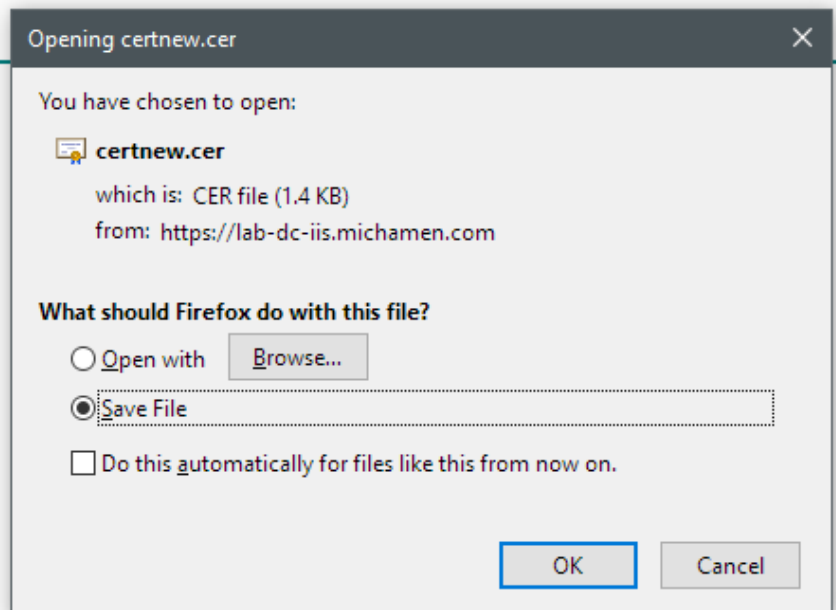 Opening certnew.cer
You have chosen to open:
certnew.cer
which is: CER file (1.4 KB)
from: https://lab-dc-iis.michamen.com
What should Firefox do with this file?
Open with Browse...
Save File
Do this automatically for files like this from now on.
OK Cancel